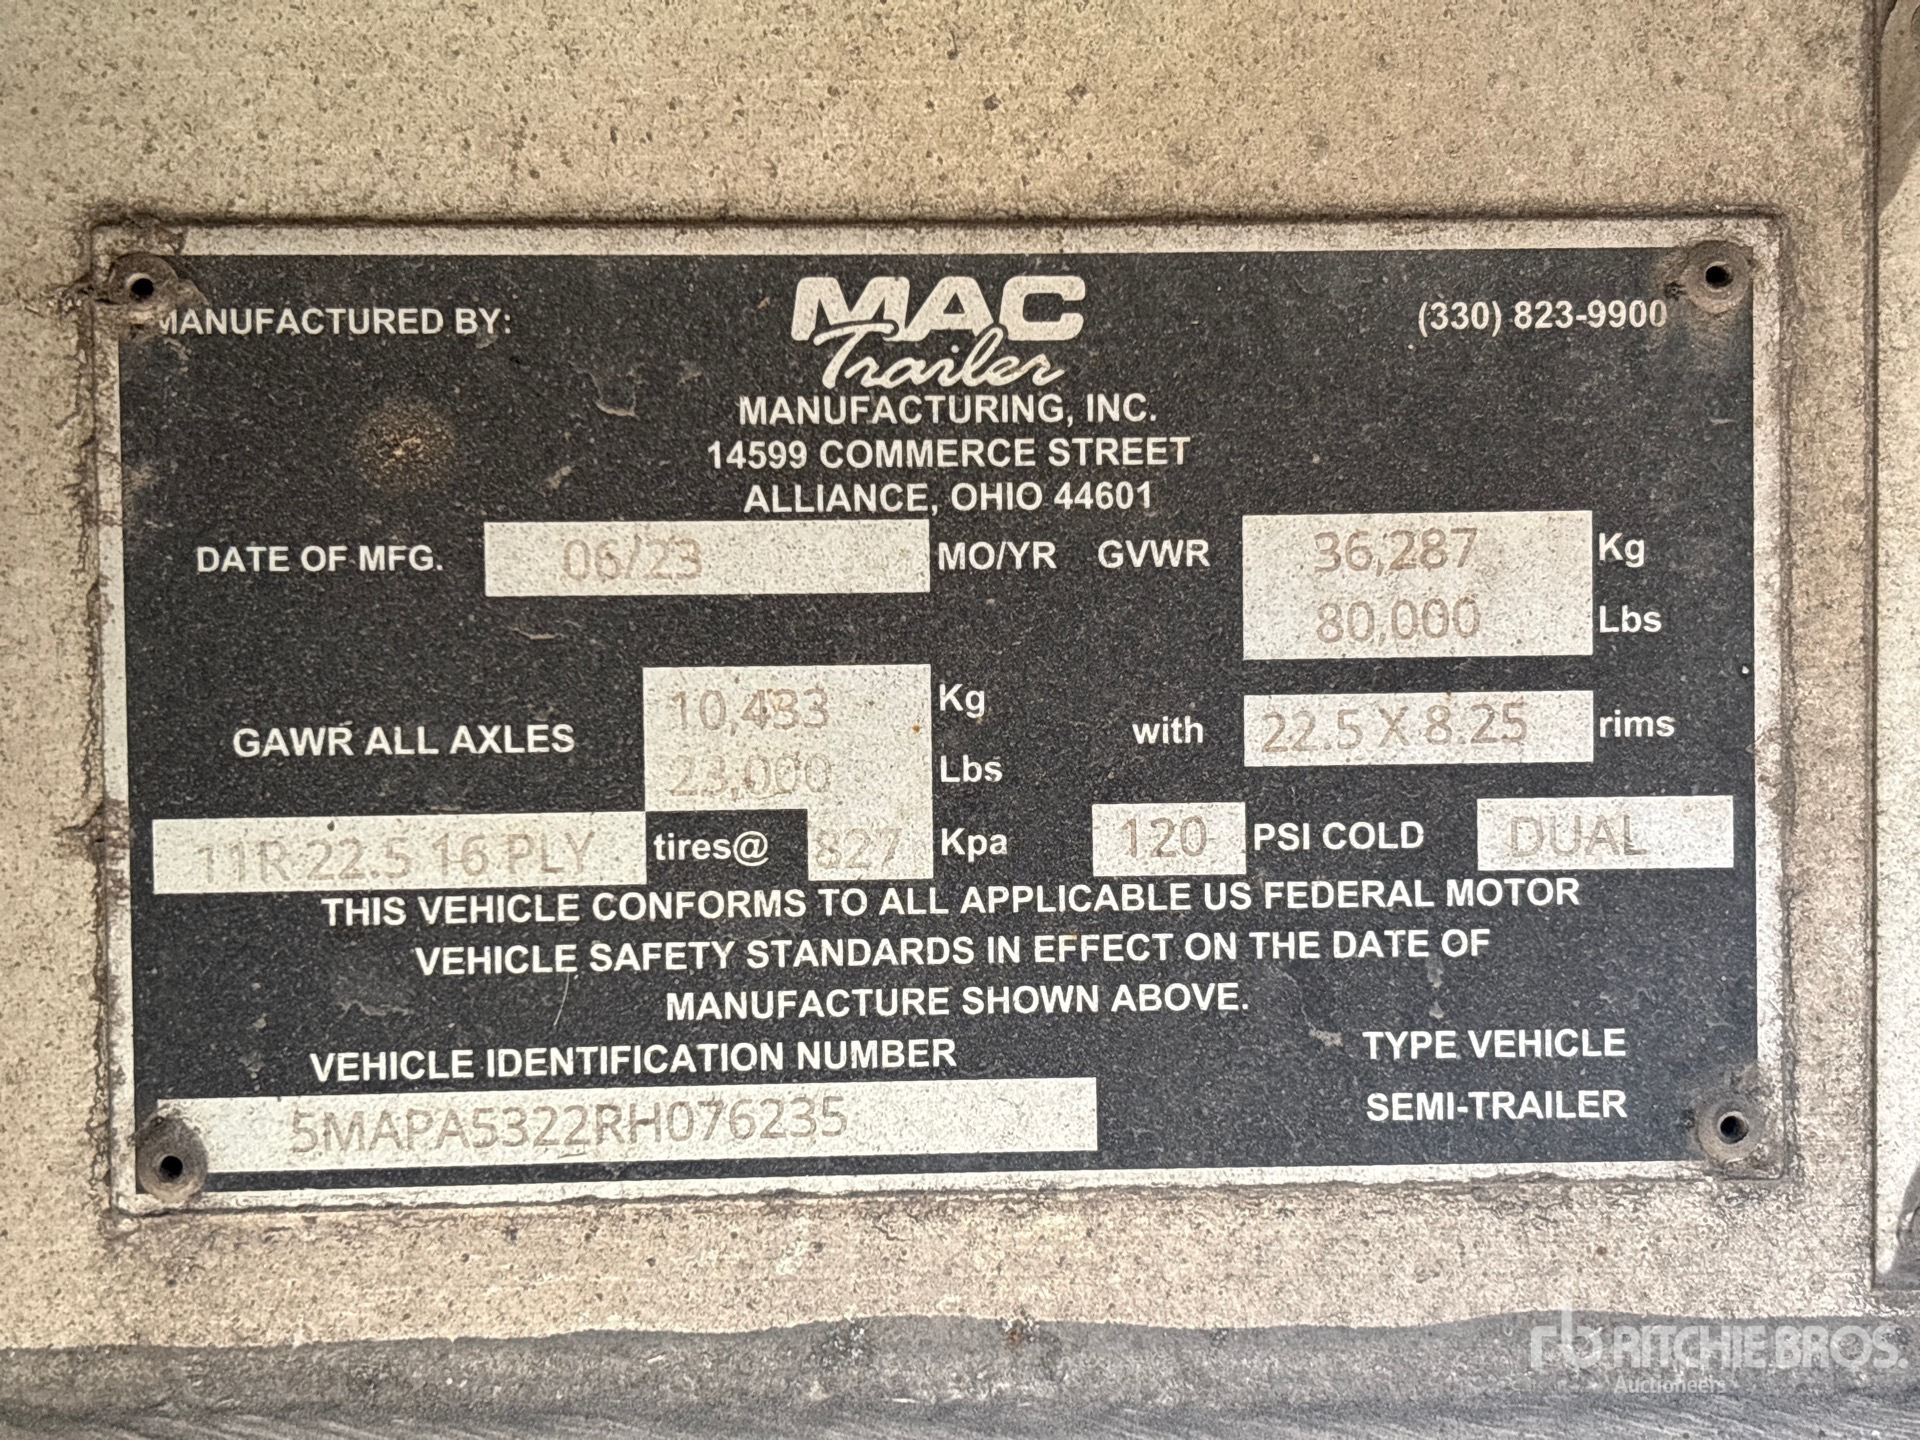 MANUFACTURED BY:
MAC
Trailer
(330) 823-9900
MANUFACTURING, INC.
14599 COMMERCE STREET
ALLIANCE, OHIO 44601
DATE OF MFG. 06/23 MO/YR GVWR 36,287 Kg
80,000 Lbs
GAWR ALL AXLES 10,433 Kg
23,000 Lbs
with 22.5 X 8.25 rims
11R 22.5 16 PLY tires@ 827 Kpa 120 PSI COLD DUAL
THIS VEHICLE CONFORMS TO ALL APPLICABLE US FEDERAL MOTOR
VEHICLE SAFETY STANDARDS IN EFFECT ON THE DATE OF
MANUFACTURE SHOWN ABOVE.
VEHICLE IDENTIFICATION NUMBER
5MAPA5322RH076235
TYPE VEHICLE
SEMI-TRAILER
rb RITCHIE BROS.
Auctioneers